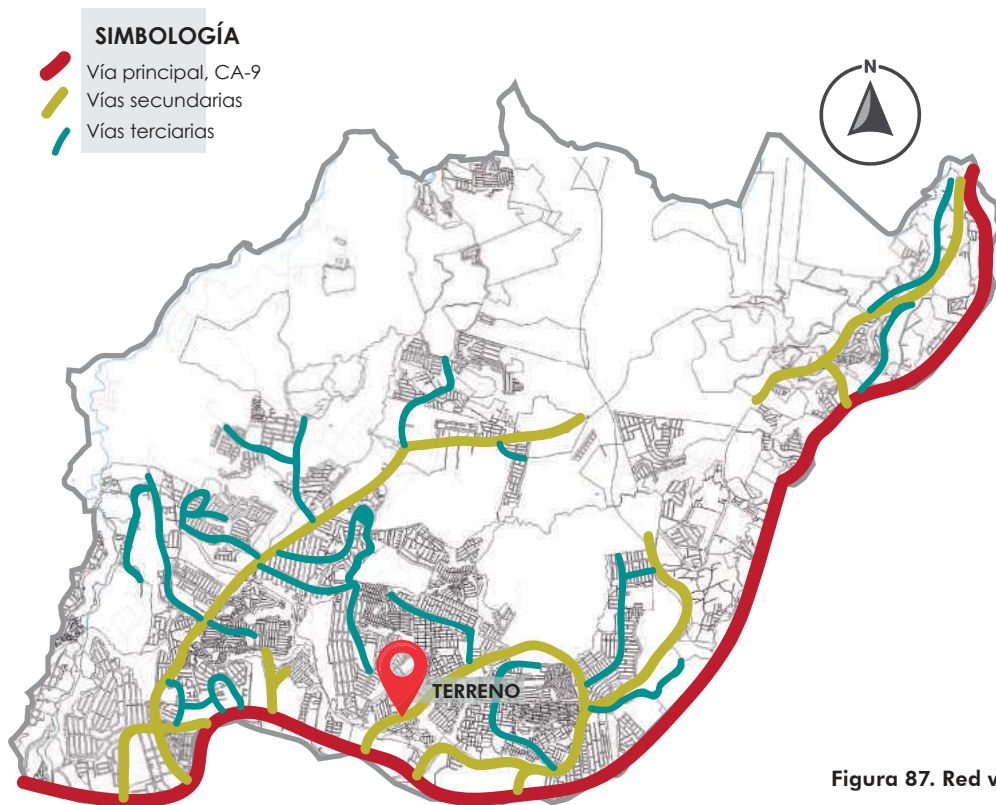 SIMBOLOGÍA
Vía principal, CA-9
Vías secundarias
Vías terciarias
N
TERRENO
Figura 87. Red v